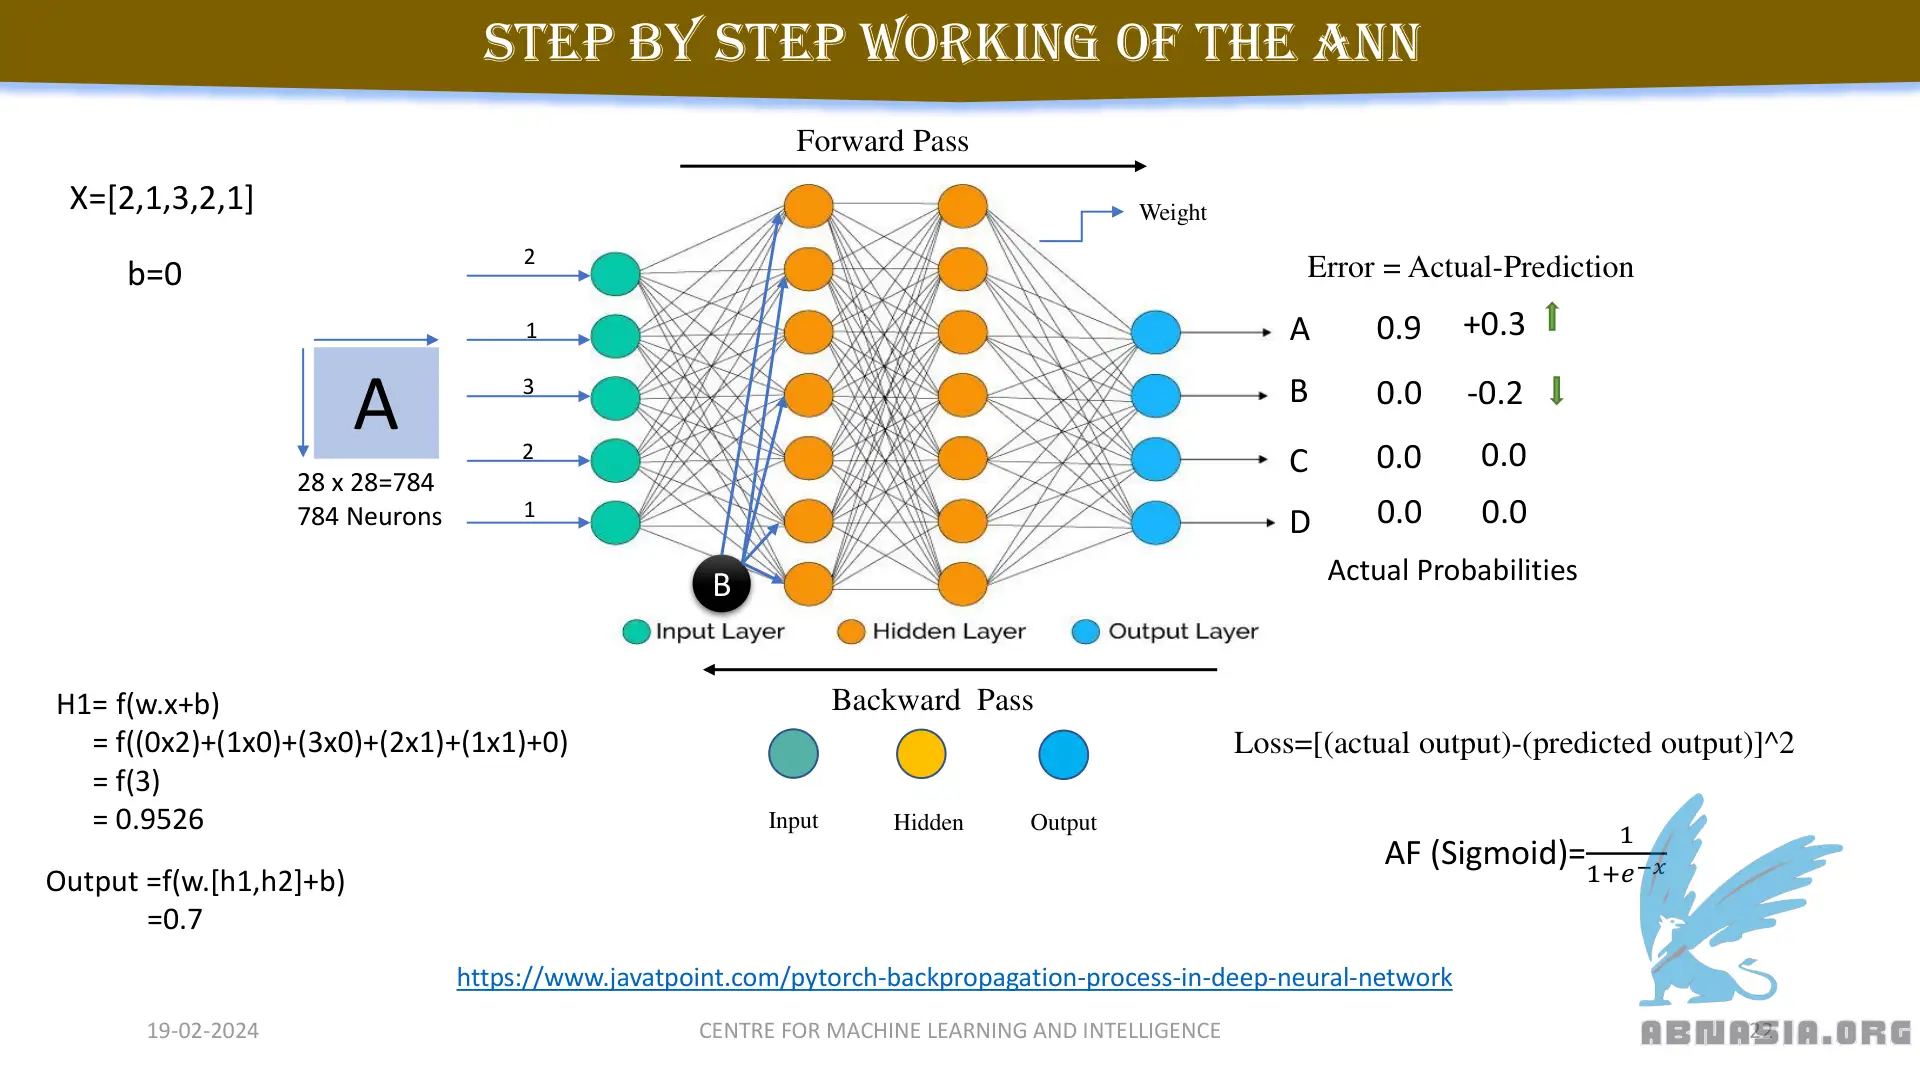 STEP BY STEP WORKING OF THE ANN
Forward Pass
X=[2,1,3,2,1]
b=0
Weight
Error = Actual-Prediction
2
1
3
2
1
A
28 x 28=784
784 Neurons
B
A 0.9 +0.3
B 0.0 -0.2
C 0.0 0.0
D 0.0 0.0
Actual Probabilities
Input Layer Hidden Layer Output Layer
Backward Pass
Input Hidden Output
H1= f(w.x+b)
= f((0x2)+(1x0)+(3x0)+(2x1)+(1x1)+0)
= f(3)
= 0.9526
Output =f(w.[h1,h2]+b)
=0.7
Loss=[(actual output)-(predicted output)]^2
AF (Sigmoid)=1/1+e^−x
https://www.javatpoint.com/pytorch-backpropagation-process-in-deep-neural-network
19-02-2024
CENTRE FOR MACHINE LEARNING AND INTELLIGENCE
22
ABNASIA.ORG